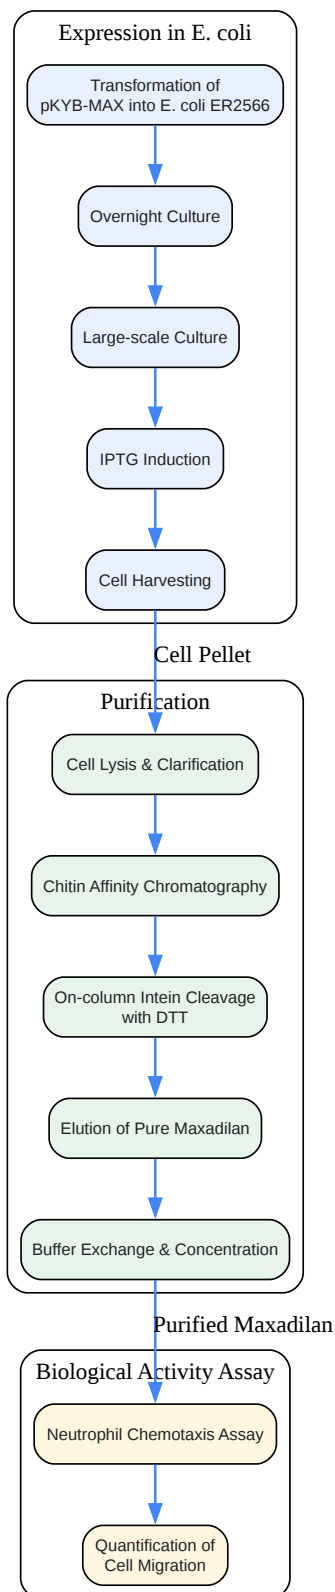 Expression in E. coli
Transformation of
pKYB-MAX into E. coli ER2566
Overnight Culture
Large-scale Culture
IPTG Induction
Cell Harvesting
Cell Pellet
Purification
Cell Lysis & Clarification
Chitin Affinity Chromatography
On-column Intein Cleavage
with DTT
Elution of Pure Maxadilan
Buffer Exchange & Concentration
Purified Maxadilan
Biological Activity Assay
Neutrophil Chemotaxis Assay
Quantification of
Cell Migration